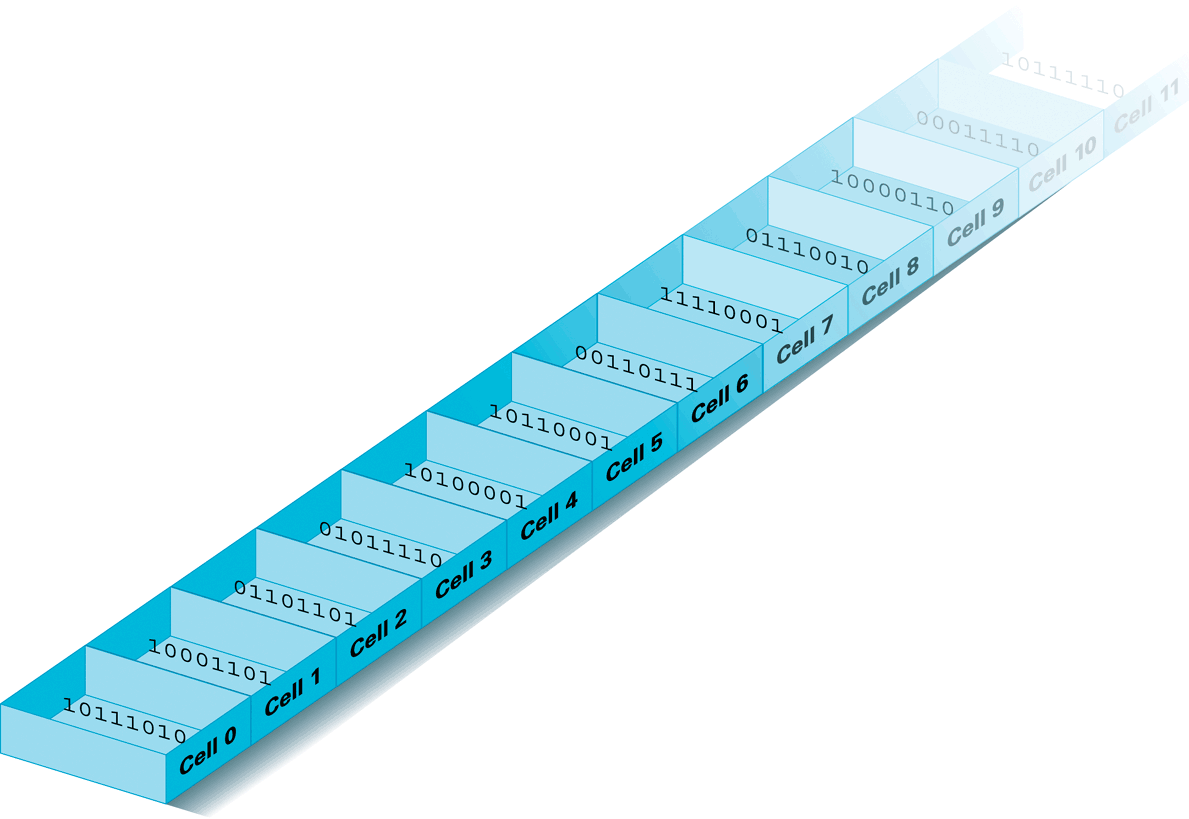 10111110
Cell 11
00011110
Cell 10
10000110
Cell 9
01110010
Cell 8
11110001
Cell 7
00110111
Cell 6
10110001
Cell 5
10100001
Cell 4
01011110
Cell 3
01101101
Cell 2
10001101
Cell 1
10111010
Cell 0